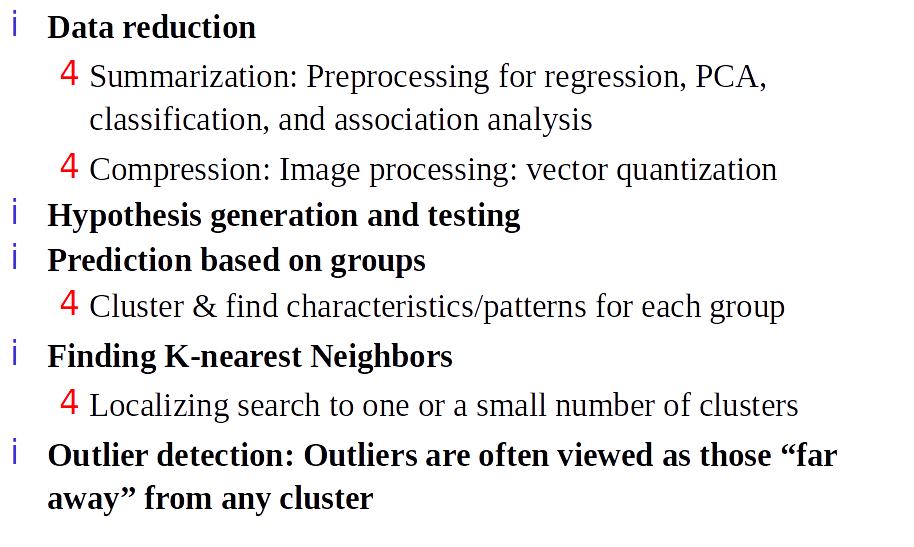 i Data reduction
4 Summarization: Preprocessing for regression, PCA,
classification, and association analysis
4 Compression: Image processing: vector quantization
i Hypothesis generation and testing
i Prediction based on groups
4 Cluster & find characteristics/patterns for each group
i Finding K-nearest Neighbors
4 Localizing search to one or a small number of clusters
i Outlier detection: Outliers are often viewed as those “far
away” from any cluster